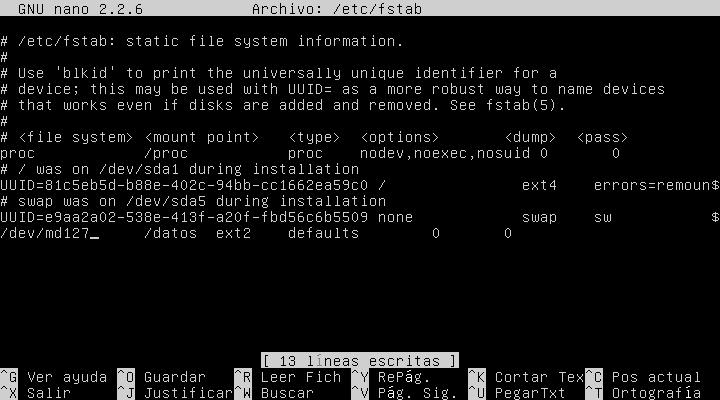 GNU nano 2.2.6 Archivo: /etc/fstab
# /etc/fstab: static file system information.
#
# Use 'blkid' to print the universally unique identifier for a
# device; this may be used with UUID= as a more robust way to name devices
# that works even if disks are added and removed. See fstab(5).
#
# <file system> <mount point> <type> <options> <dump> <pass>
proc /proc proc nodev,noexec,nosuid 0 0
# / was on /dev/sda1 during installation
UUID=81c5eb5d-b88e-402c-94bb-cc1662ea59c0 / ext4 errors=remoun$
# swap was on /dev/sda5 during installation
UUID=e9aa2a02-538e-413f-a20f-fbd56c6b5509 none swap sw $
/dev/md127_ /datos ext2 defaults 0 0
[ 13 líneas escritas ]
^G Ver ayuda ^O Guardar ^R Leer Fich ^Y RePág. ^K Cortar Tex ^C Pos actual
^X Salir ^J Justificar ^W Buscar ^V Pág. Sig. ^U PegarTxt ^T Ortografía